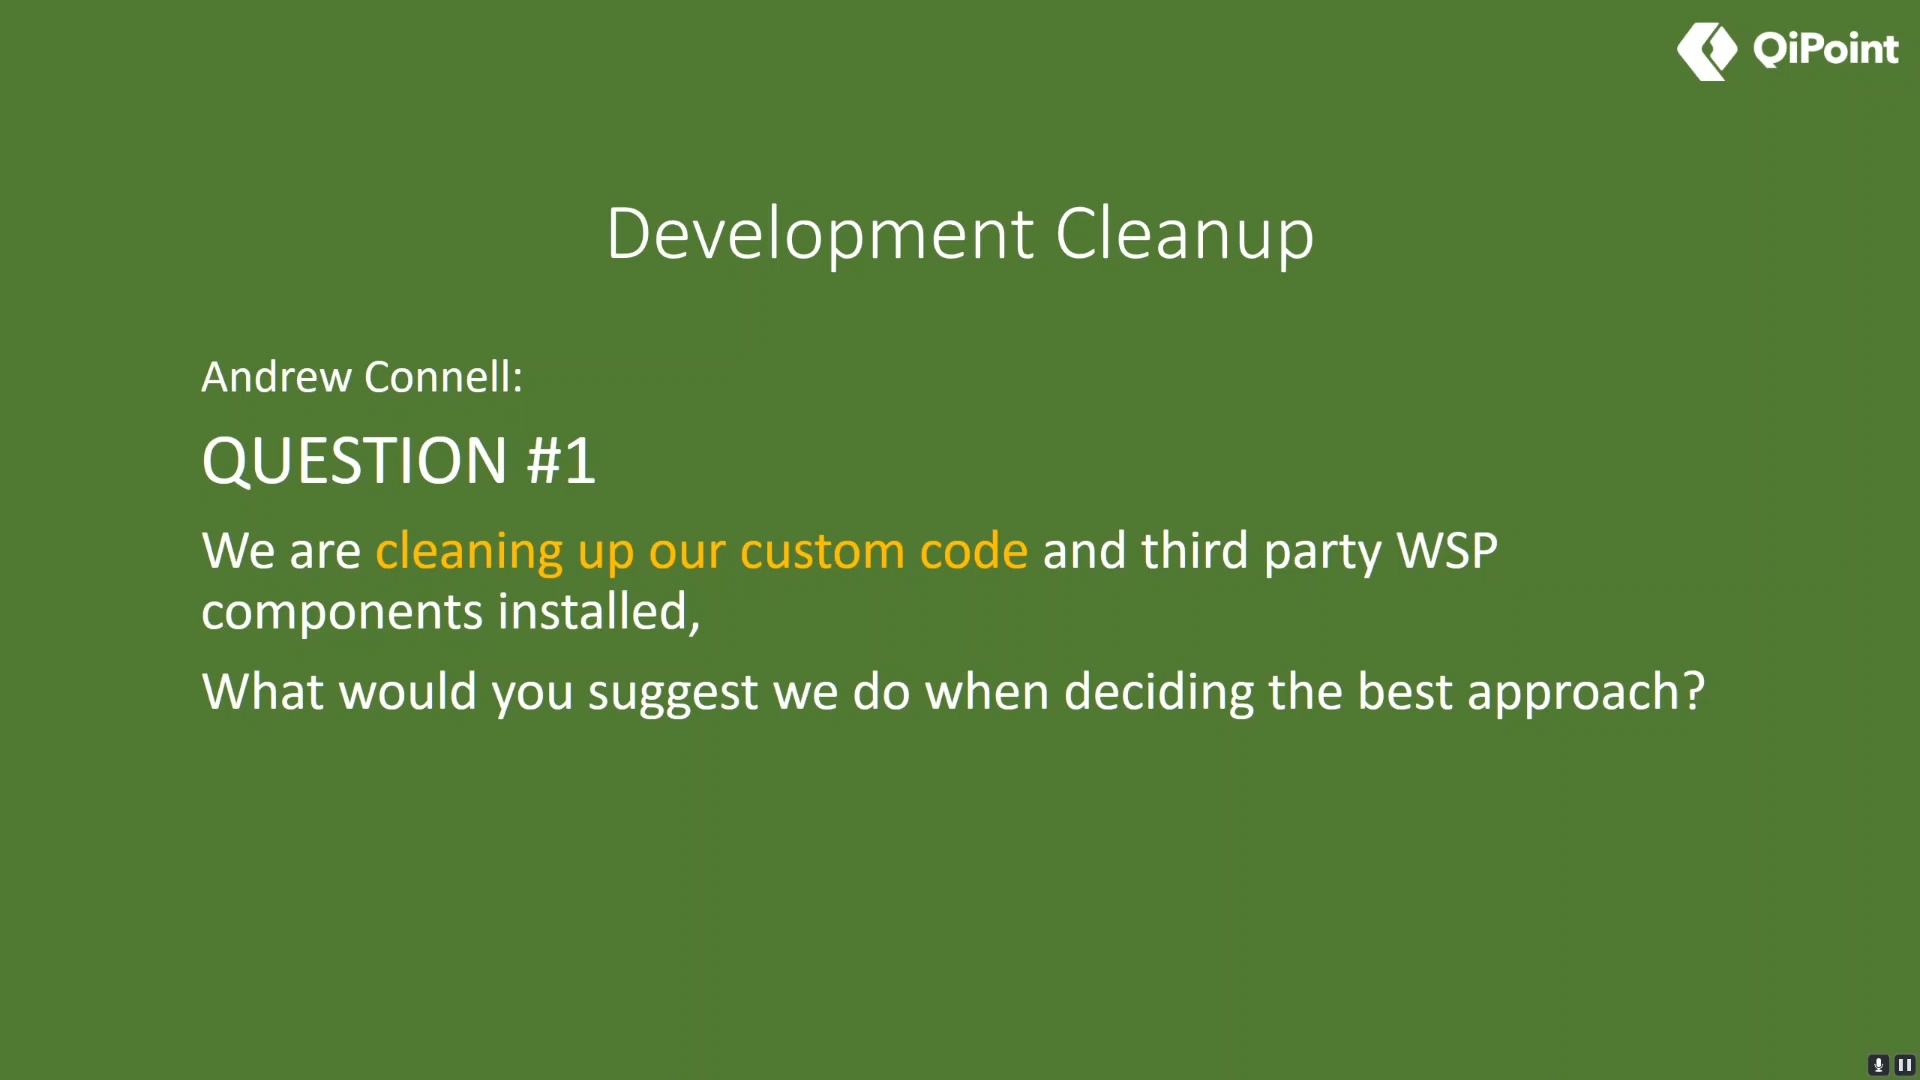 QiPoint
Development Cleanup
Andrew Connell:
QUESTION #1
We are cleaning up our custom code and third party WSP
components installed,
What would you suggest we do when deciding the best approach?